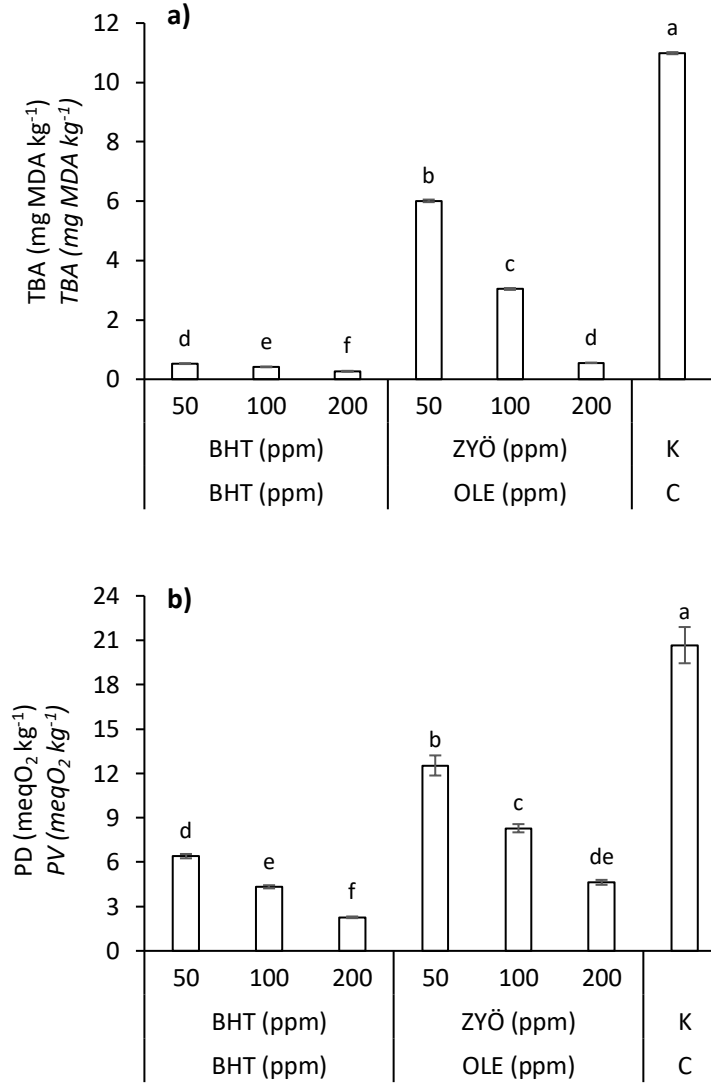 a)
TBA (mg MDA kg⁻¹)
TBA (mg MDA kg⁻¹)
12
10
8
6
4
2
0
d
e
f
b
c
d
a
50 100 200 50 100 200
BHT (ppm) ZYÖ (ppm) K
BHT (ppm) OLE (ppm) C
b)
PD (meqO₂ kg⁻¹)
PV (meqO₂ kg⁻¹)
24
21
18
15
12
9
6
3
0
d
e
f
b
c
de
a
50 100 200 50 100 200
BHT (ppm) ZYÖ (ppm) K
BHT (ppm) OLE (ppm) C